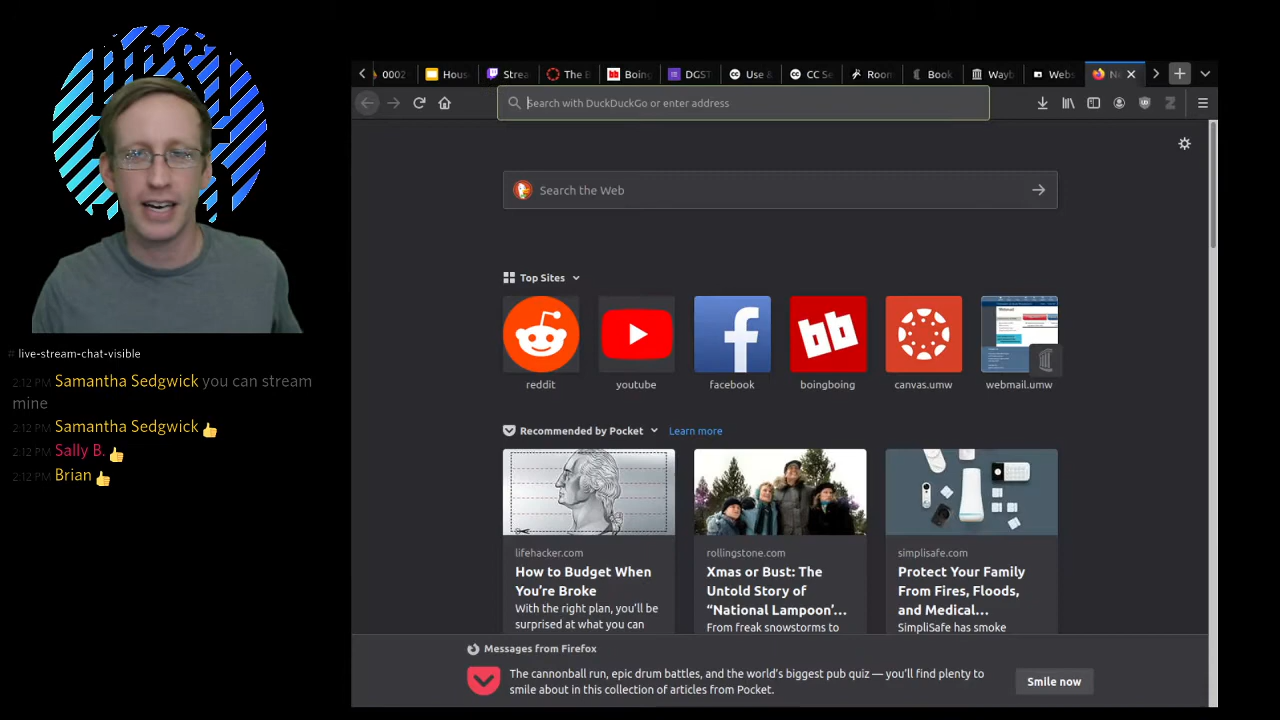 0002
Hous
Strea
The E
Boing
DGST
Use &
CC Se
Roon
Book
Wayb
Webs
Search with DuckDuckGo or enter address
Search the Web
Top Sites
reddit
youtube
facebook
boingboing
canvas.umw
webmail.umw
Recommended by Pocket
Learn more
lifehacker.com
How to Budget When
You're Broke
With the right plan, you'll be
surprised at what you can
rollingstone.com
Xmas or Bust: The
Untold Story of
“National Lampoon'…
From freak snowstorms to
simplisafe.com
Protect Your Family
From Fires, Floods,
and Medical…
SimpliSafe has smoke
Messages from Firefox
The cannonball run, epic drum battles, and the world's biggest pub quiz — you'll find plenty to
smile about in this collection of articles from Pocket.
Smile now
# live-stream-chat-visible
2:12 PM Samantha Sedgwick you can stream
mine
2:12 PM Samantha Sedgwick 👍
2:12 PM Sally B. 👍
2:12 PM Brian 👍